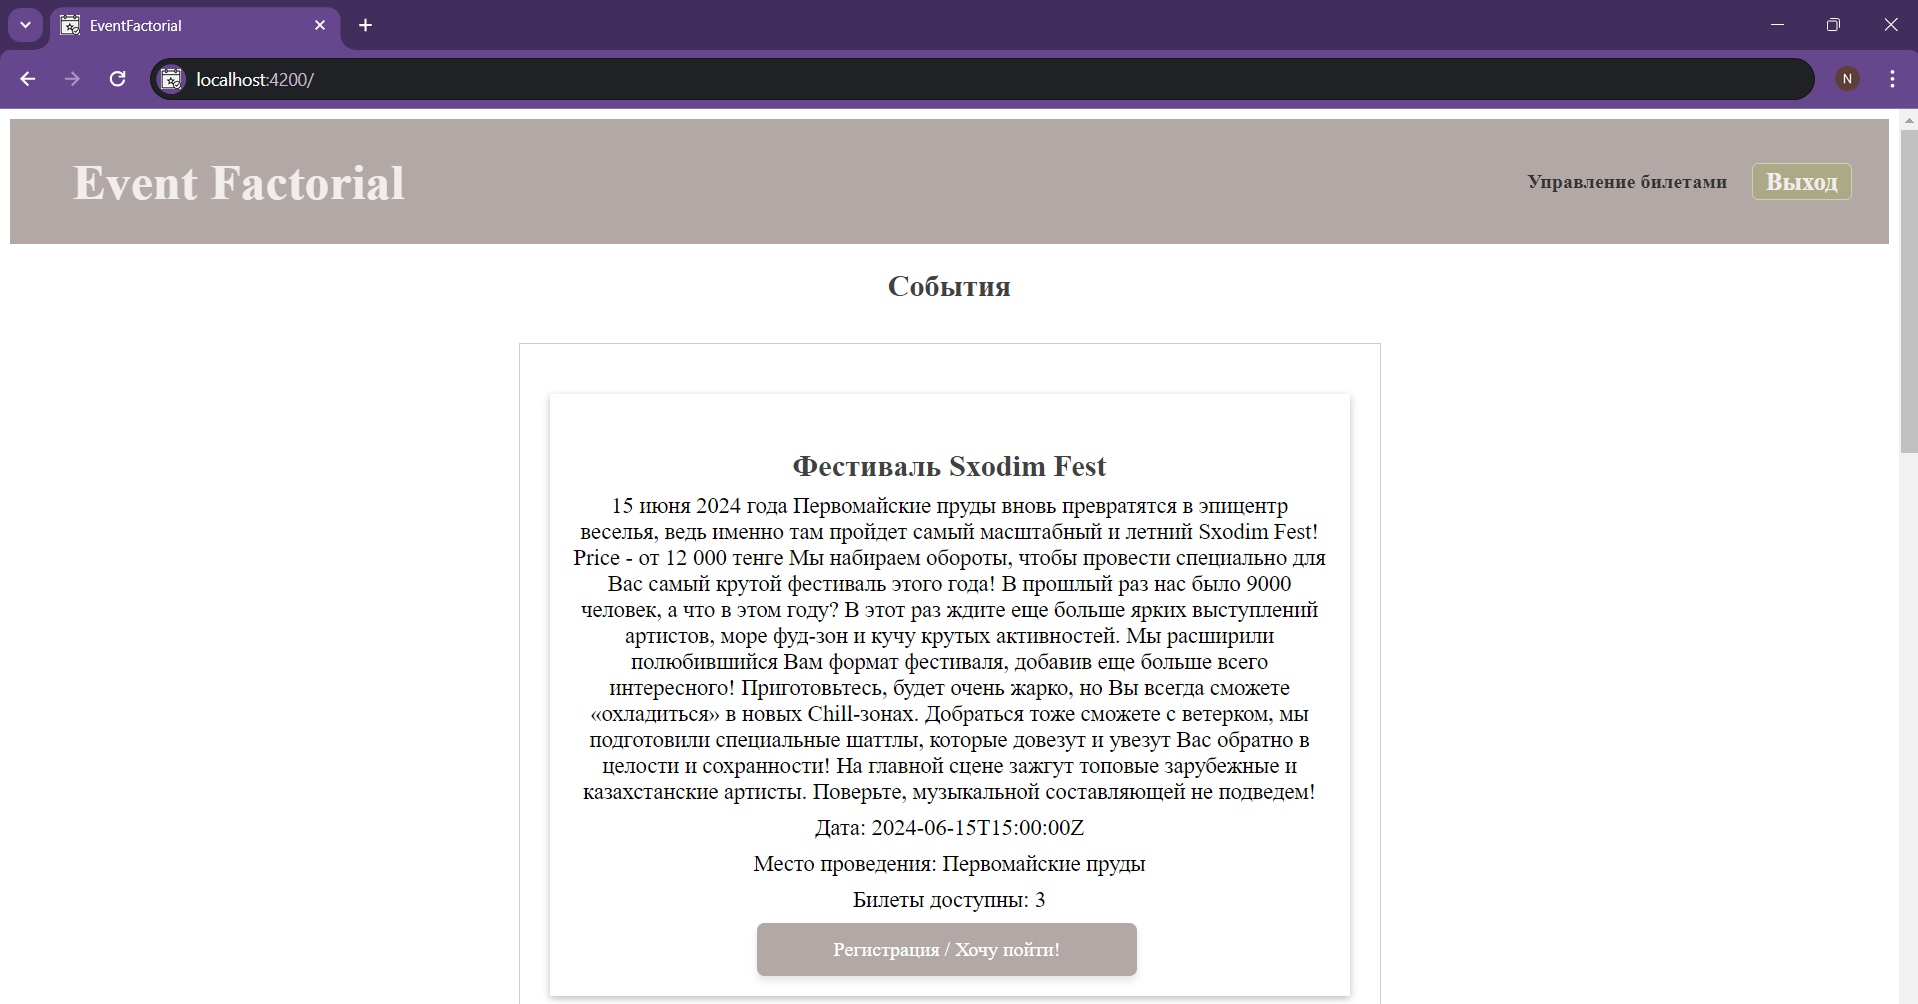 EventFactorial
localhost:4200/
N
Event Factorial
Управление билетами
Выход
События
Фестиваль Sxodim Fest
15 июня 2024 года Первомайские пруды вновь превратятся в эпицентр
веселья, ведь именно там пройдет самый масштабный и летний Sxodim Fest!
Price - от 12 000 тенге Мы набираем обороты, чтобы провести специально для
Вас самый крутой фестиваль этого года! В прошлый раз нас было 9000
человек, а что в этом году? В этот раз ждите еще больше ярких выступлений
артистов, море фуд-зон и кучу крутых активностей. Мы расширили
полюбившийся Вам формат фестиваля, добавив еще больше всего
интересного! Приготовьтесь, будет очень жарко, но Вы всегда сможете
«охладиться» в новых Chill-зонах. Добраться тоже сможете с ветерком, мы
подготовили специальные шаттлы, которые довезут и увезут Вас обратно в
целости и сохранности! На главной сцене зажгут топовые зарубежные и
казахстанские артисты. Поверьте, музыкальной составляющей не подведем!
Дата: 2024-06-15T15:00:00Z
Место проведения: Первомайские пруды
Билеты доступны: 3
Регистрация / Хочу пойти!